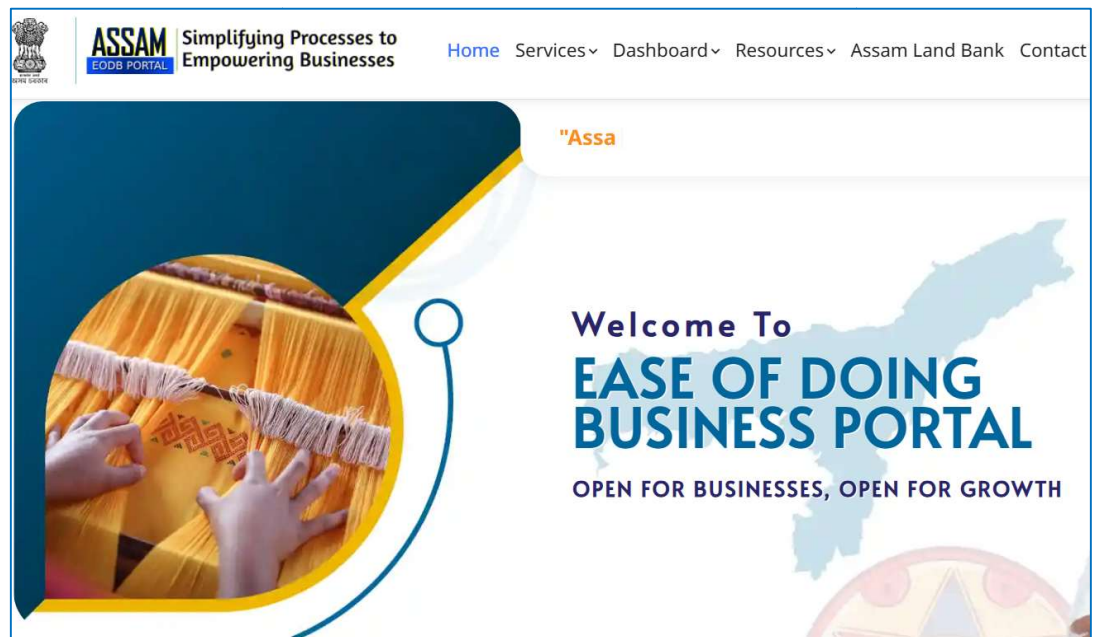 ASSAM
EODB PORTAL
Simplifying Processes to
Empowering Businesses
Home Services Dashboard Resources Assam Land Bank Contact
"Assa
Welcome To
EASE OF DOING
BUSINESS PORTAL
OPEN FOR BUSINESSES, OPEN FOR GROWTH